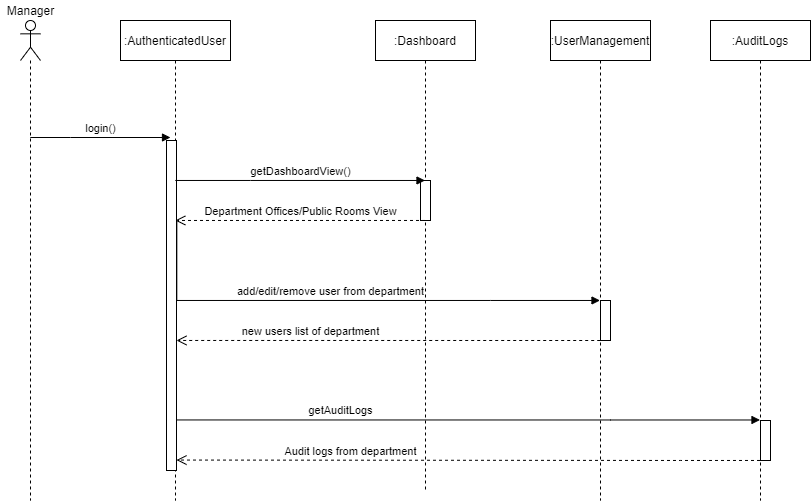 Manager
:AuthenticatedUser
:Dashboard
:UserManagement
:AuditLogs
login()
getDashboardView()
Department Offices/Public Rooms View
add/edit/remove user from department
new users list of department
getAuditLogs
Audit logs from department